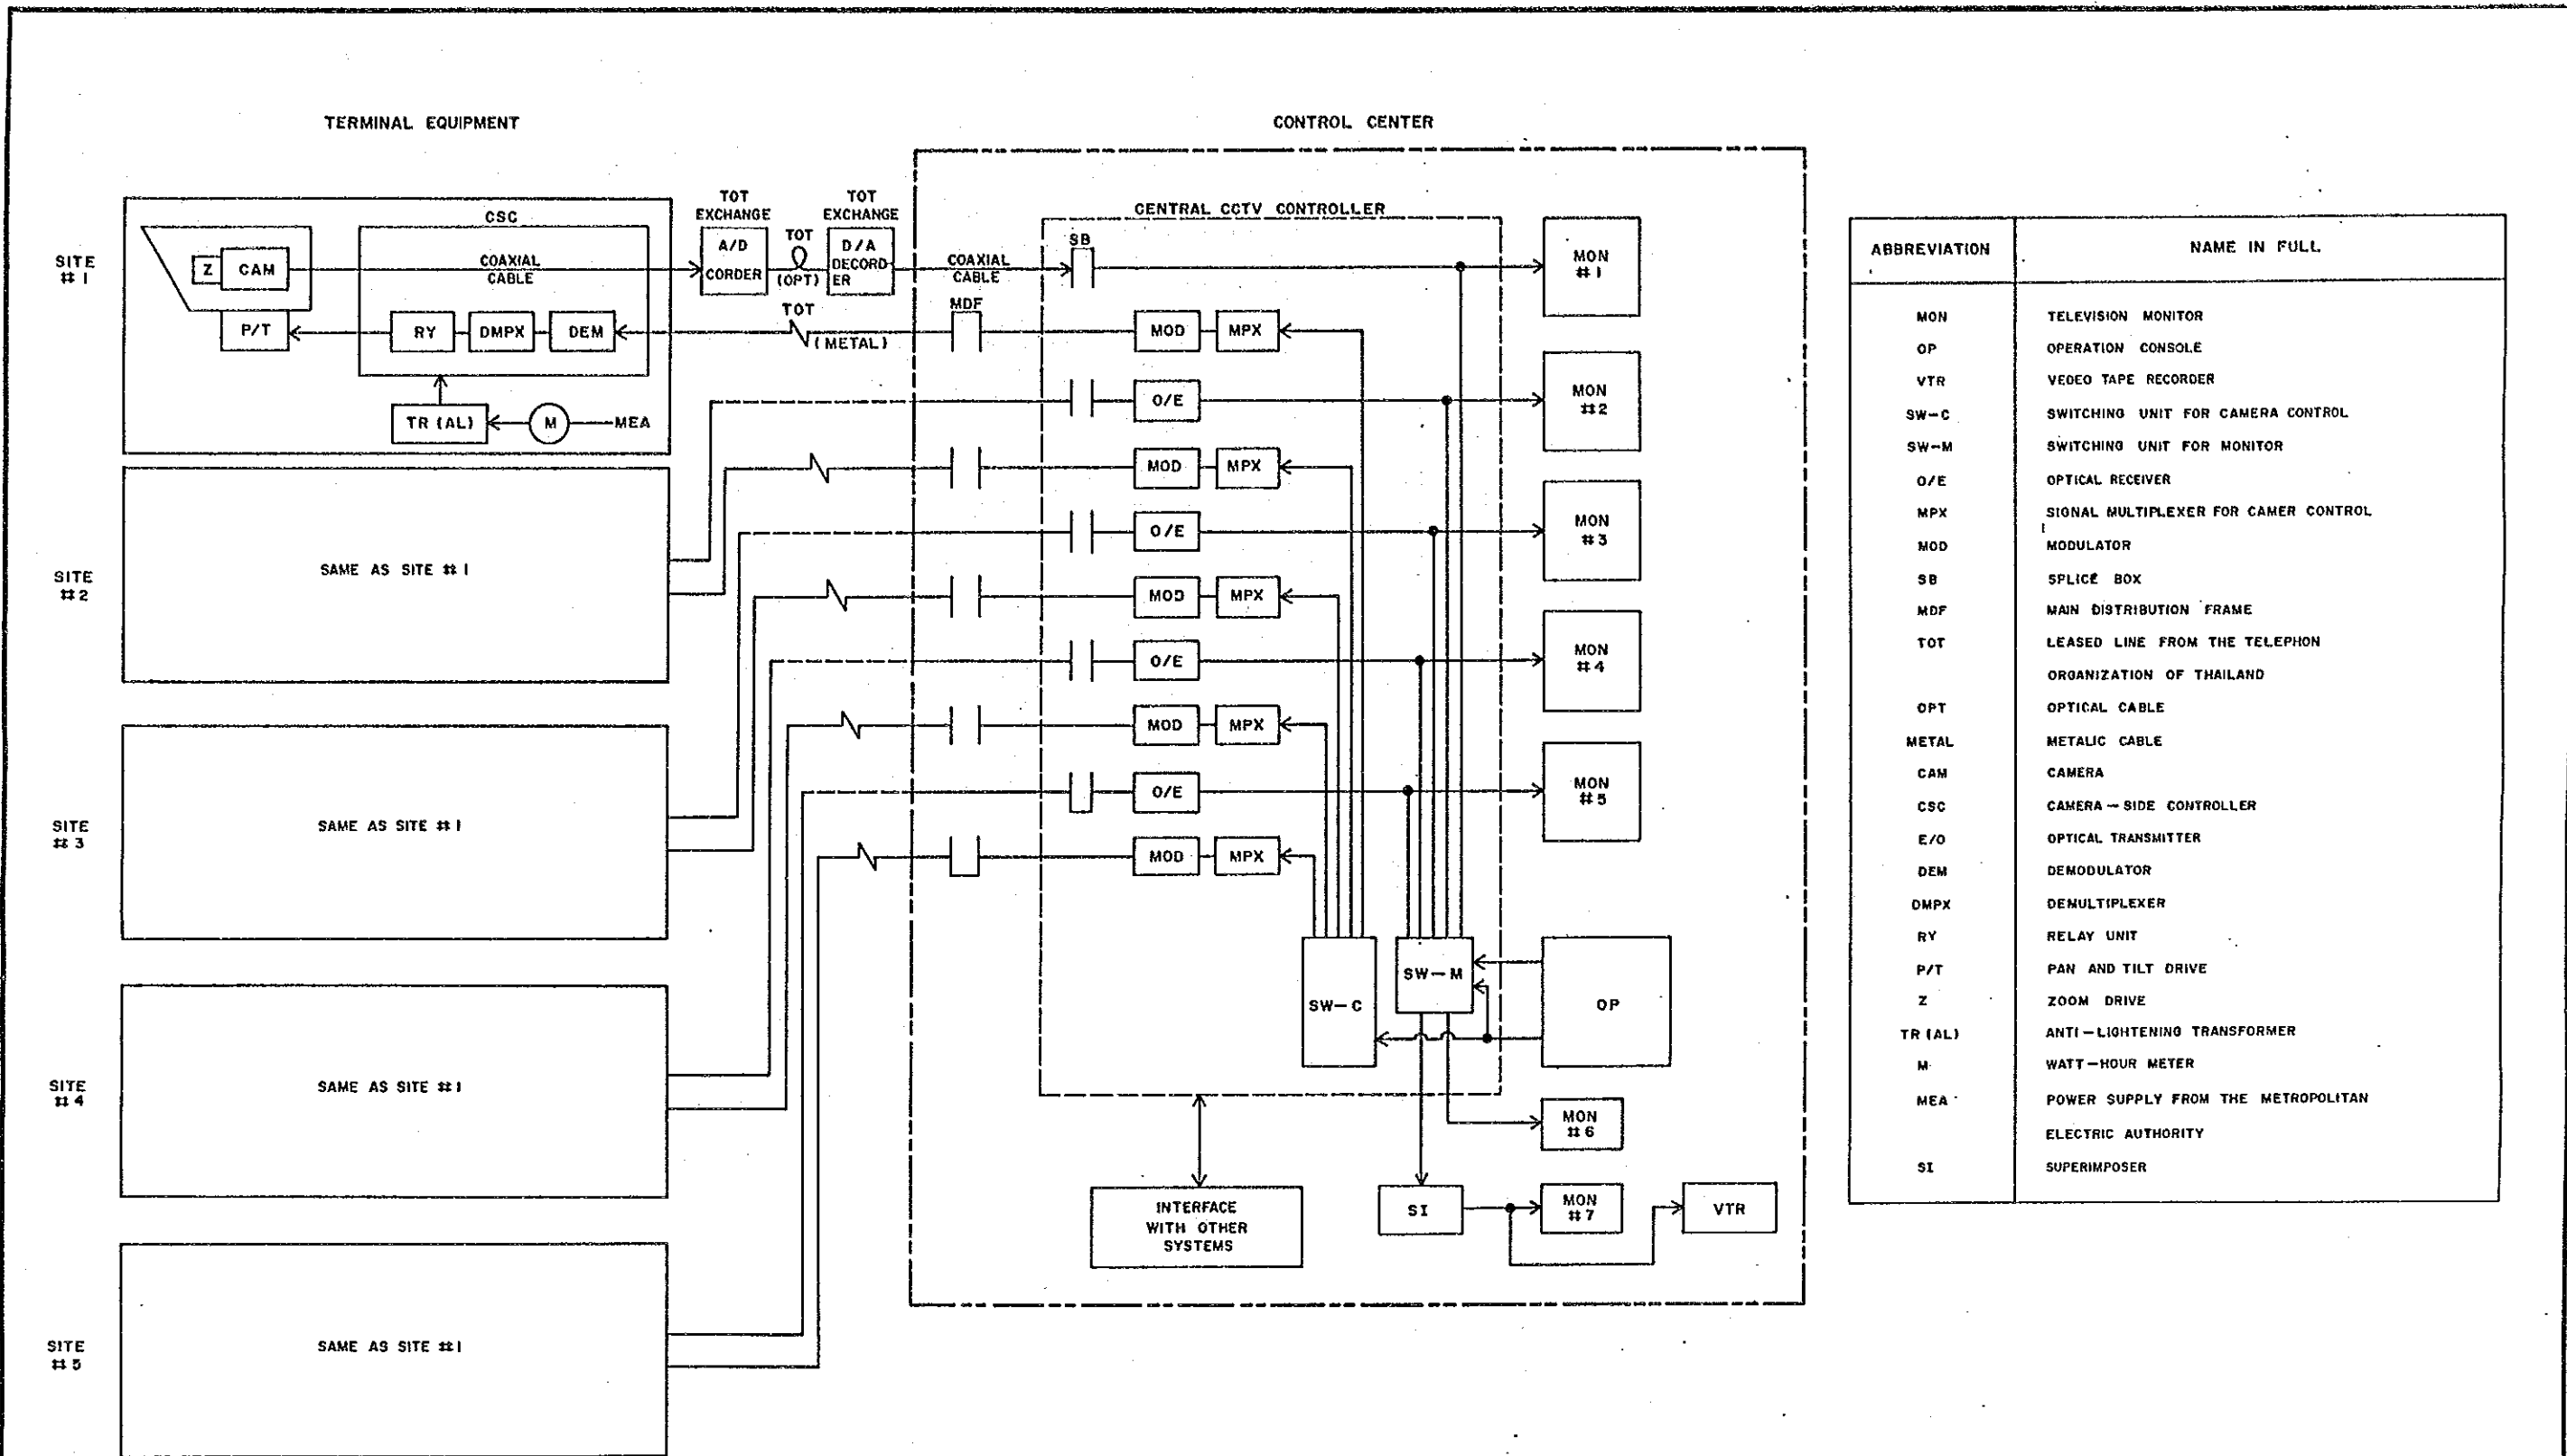 TERMINAL EQUIPMENT
CONTROL CENTER
SITE
#1
CSC
Z
CAM
COAXIAL
CABLE
P/T
RY
DMPX
DEM
TR (AL)
M
MEA
TOT
EXCHANGE
A/D
CORDER
TOT
(OPT)
TOT
EXCHANGE
D/A
DECORD-
ER
COAXIAL
CABLE
TOT
(METAL)
MDF
CENTRAL CCTV CONTROLLER
SB
MOD
MPX
MON
#1
O/E
MON
#2
MOD
MPX
O/E
MON
#3
MOD
MPX
O/E
MON
#4
MOD
MPX
O/E
MON
#5
MOD
MPX
SITE
#2
SAME AS SITE #1
SITE
#3
SAME AS SITE #1
SITE
#4
SAME AS SITE #1
SITE
#5
SAME AS SITE #1
SW-C
SW-M
OP
MON
#6
SI
MON
#7
VTR
INTERFACE
WITH OTHER
SYSTEMS
ABBREVIATION NAME IN FULL
MON TELEVISION MONITOR
OP OPERATION CONSOLE
VTR VEDEO TAPE RECORDER
SW-C SWITCHING UNIT FOR CAMERA CONTROL
SW-M SWITCHING UNIT FOR MONITOR
O/E OPTICAL RECEIVER
MPX SIGNAL MULTIPLEXER FOR CAMER CONTROL
MOD MODULATOR
SB SPLICE BOX
MDF MAIN DISTRIBUTION FRAME
TOT LEASED LINE FROM THE TELEPHON
ORGANIZATION OF THAILAND
OPT OPTICAL CABLE
METAL METALIC CABLE
CAM CAMERA
CSC CAMERA-SIDE CONTROLLER
E/O OPTICAL TRANSMITTER
DEM DEMODULATOR
DMPX DEMULTIPLEXER
RY RELAY UNIT
P/T PAN AND TILT DRIVE
Z ZOOM DRIVE
TR (AL) ANTI-LIGHTENING TRANSFORMER
M WATT-HOUR METER
MEA POWER SUPPLY FROM THE METROPOLITAN
ELECTRIC AUTHORITY
SI SUPERIMPOSER